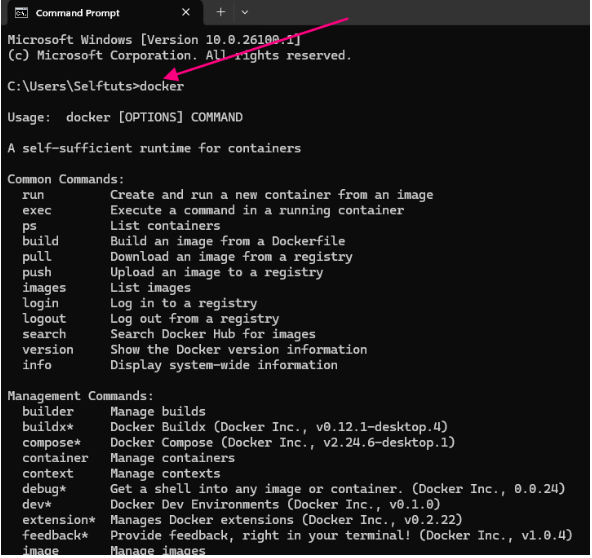 Command Prompt
Microsoft Windows [Version 10.0.26100.1]
(c) Microsoft Corporation. All rights reserved.
C:\Users\Selftuts>docker
Usage:  docker [OPTIONS] COMMAND
A self-sufficient runtime for containers
Common Commands:
  run         Create and run a new container from an image
  exec        Execute a command in a running container
  ps          List containers
  build       Build an image from a Dockerfile
  pull        Download an image from a registry
  push        Upload an image to a registry
  images      List images
  login       Log in to a registry
  logout      Log out from a registry
  search      Search Docker Hub for images
  version     Show the Docker version information
  info        Display system-wide information
Management Commands:
  builder     Manage builds
  buildx*     Docker Buildx (Docker Inc., v0.12.1-desktop.4)
  compose*    Docker Compose (Docker Inc., v2.24.6-desktop.1)
  container   Manage containers
  context     Manage contexts
  debug*      Get a shell into any image or container. (Docker Inc., 0.0.24)
  dev*        Docker Dev Environments (Docker Inc., v0.1.0)
  extension*  Manages Docker extensions (Docker Inc., v0.2.22)
  feedback*   Provide feedback, right in your terminal! (Docker Inc., v1.0.4)
  image       Manage images